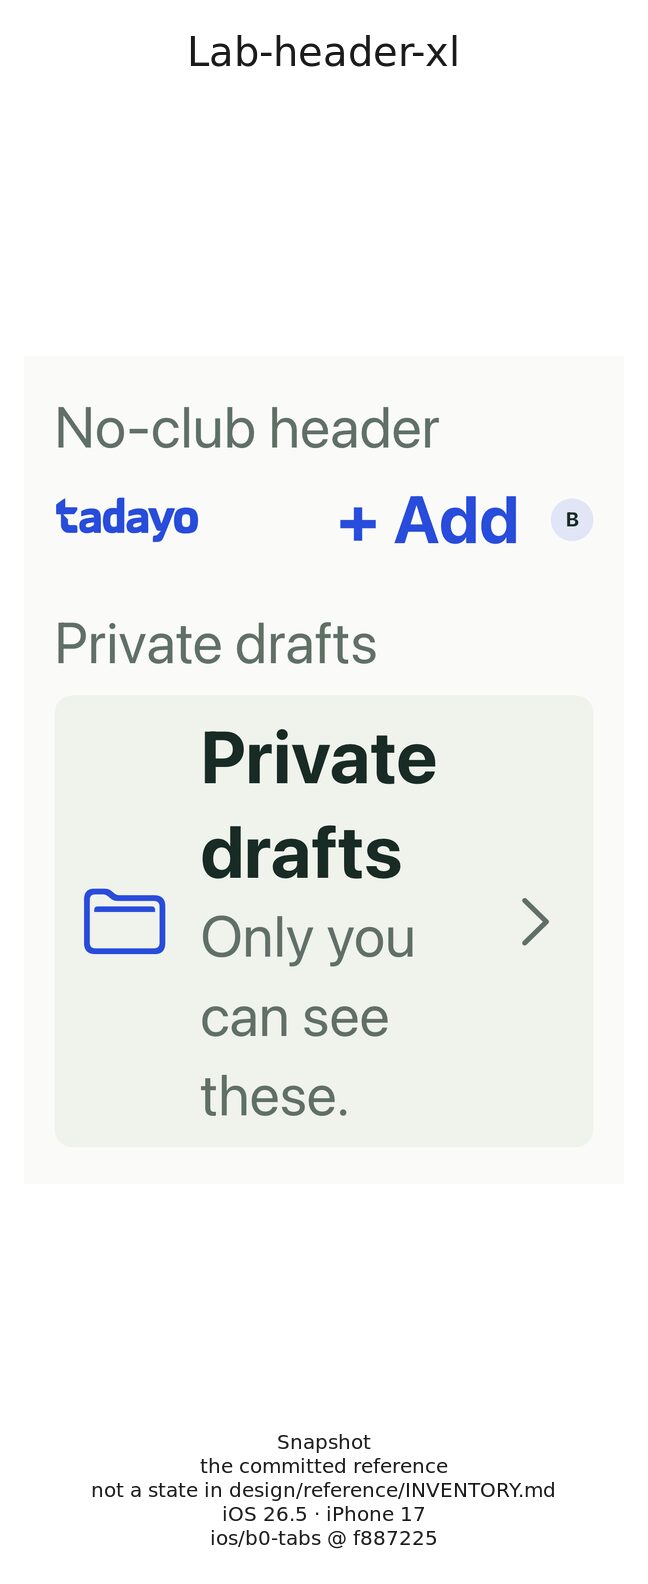 Lab-header-xl
No-club header
tadayo
+ Add
B
Private drafts
Private
drafts
Only you
can see
these.
Snapshot
the committed reference
not a state in design/reference/INVENTORY.md
iOS 26.5 · iPhone 17
ios/b0-tabs @ f887225